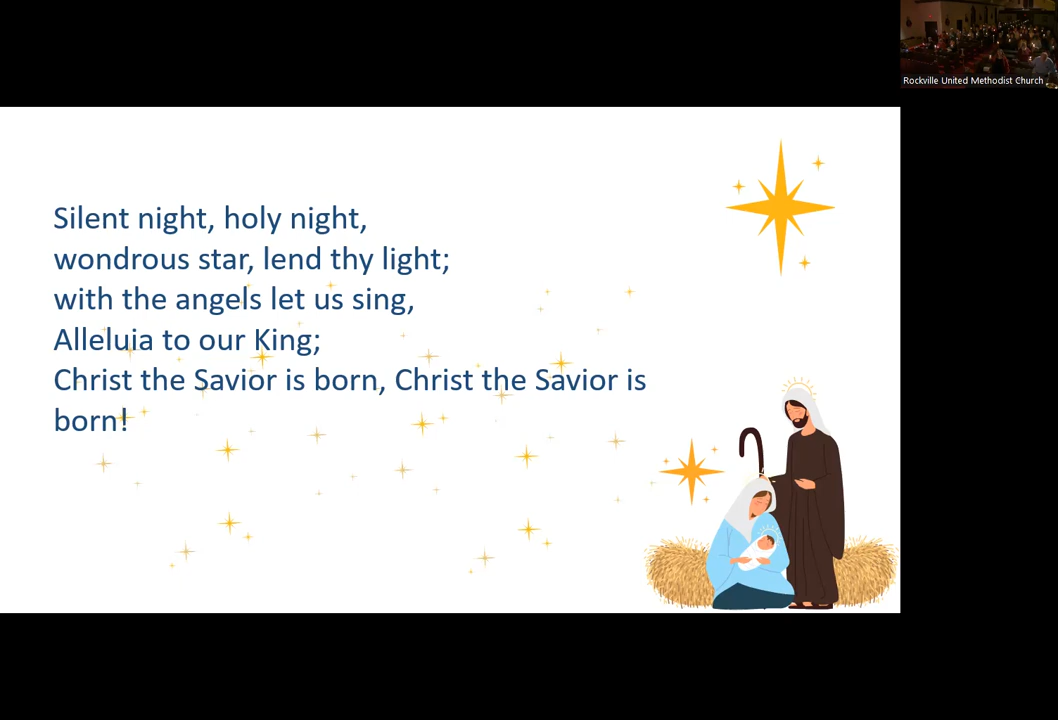 Rockville United Methodist Church
Silent night, holy night,
wondrous star, lend thy light;
with the angels let us sing,
Alleluia to our King;
Christ the Savior is born, Christ the Savior is
born!